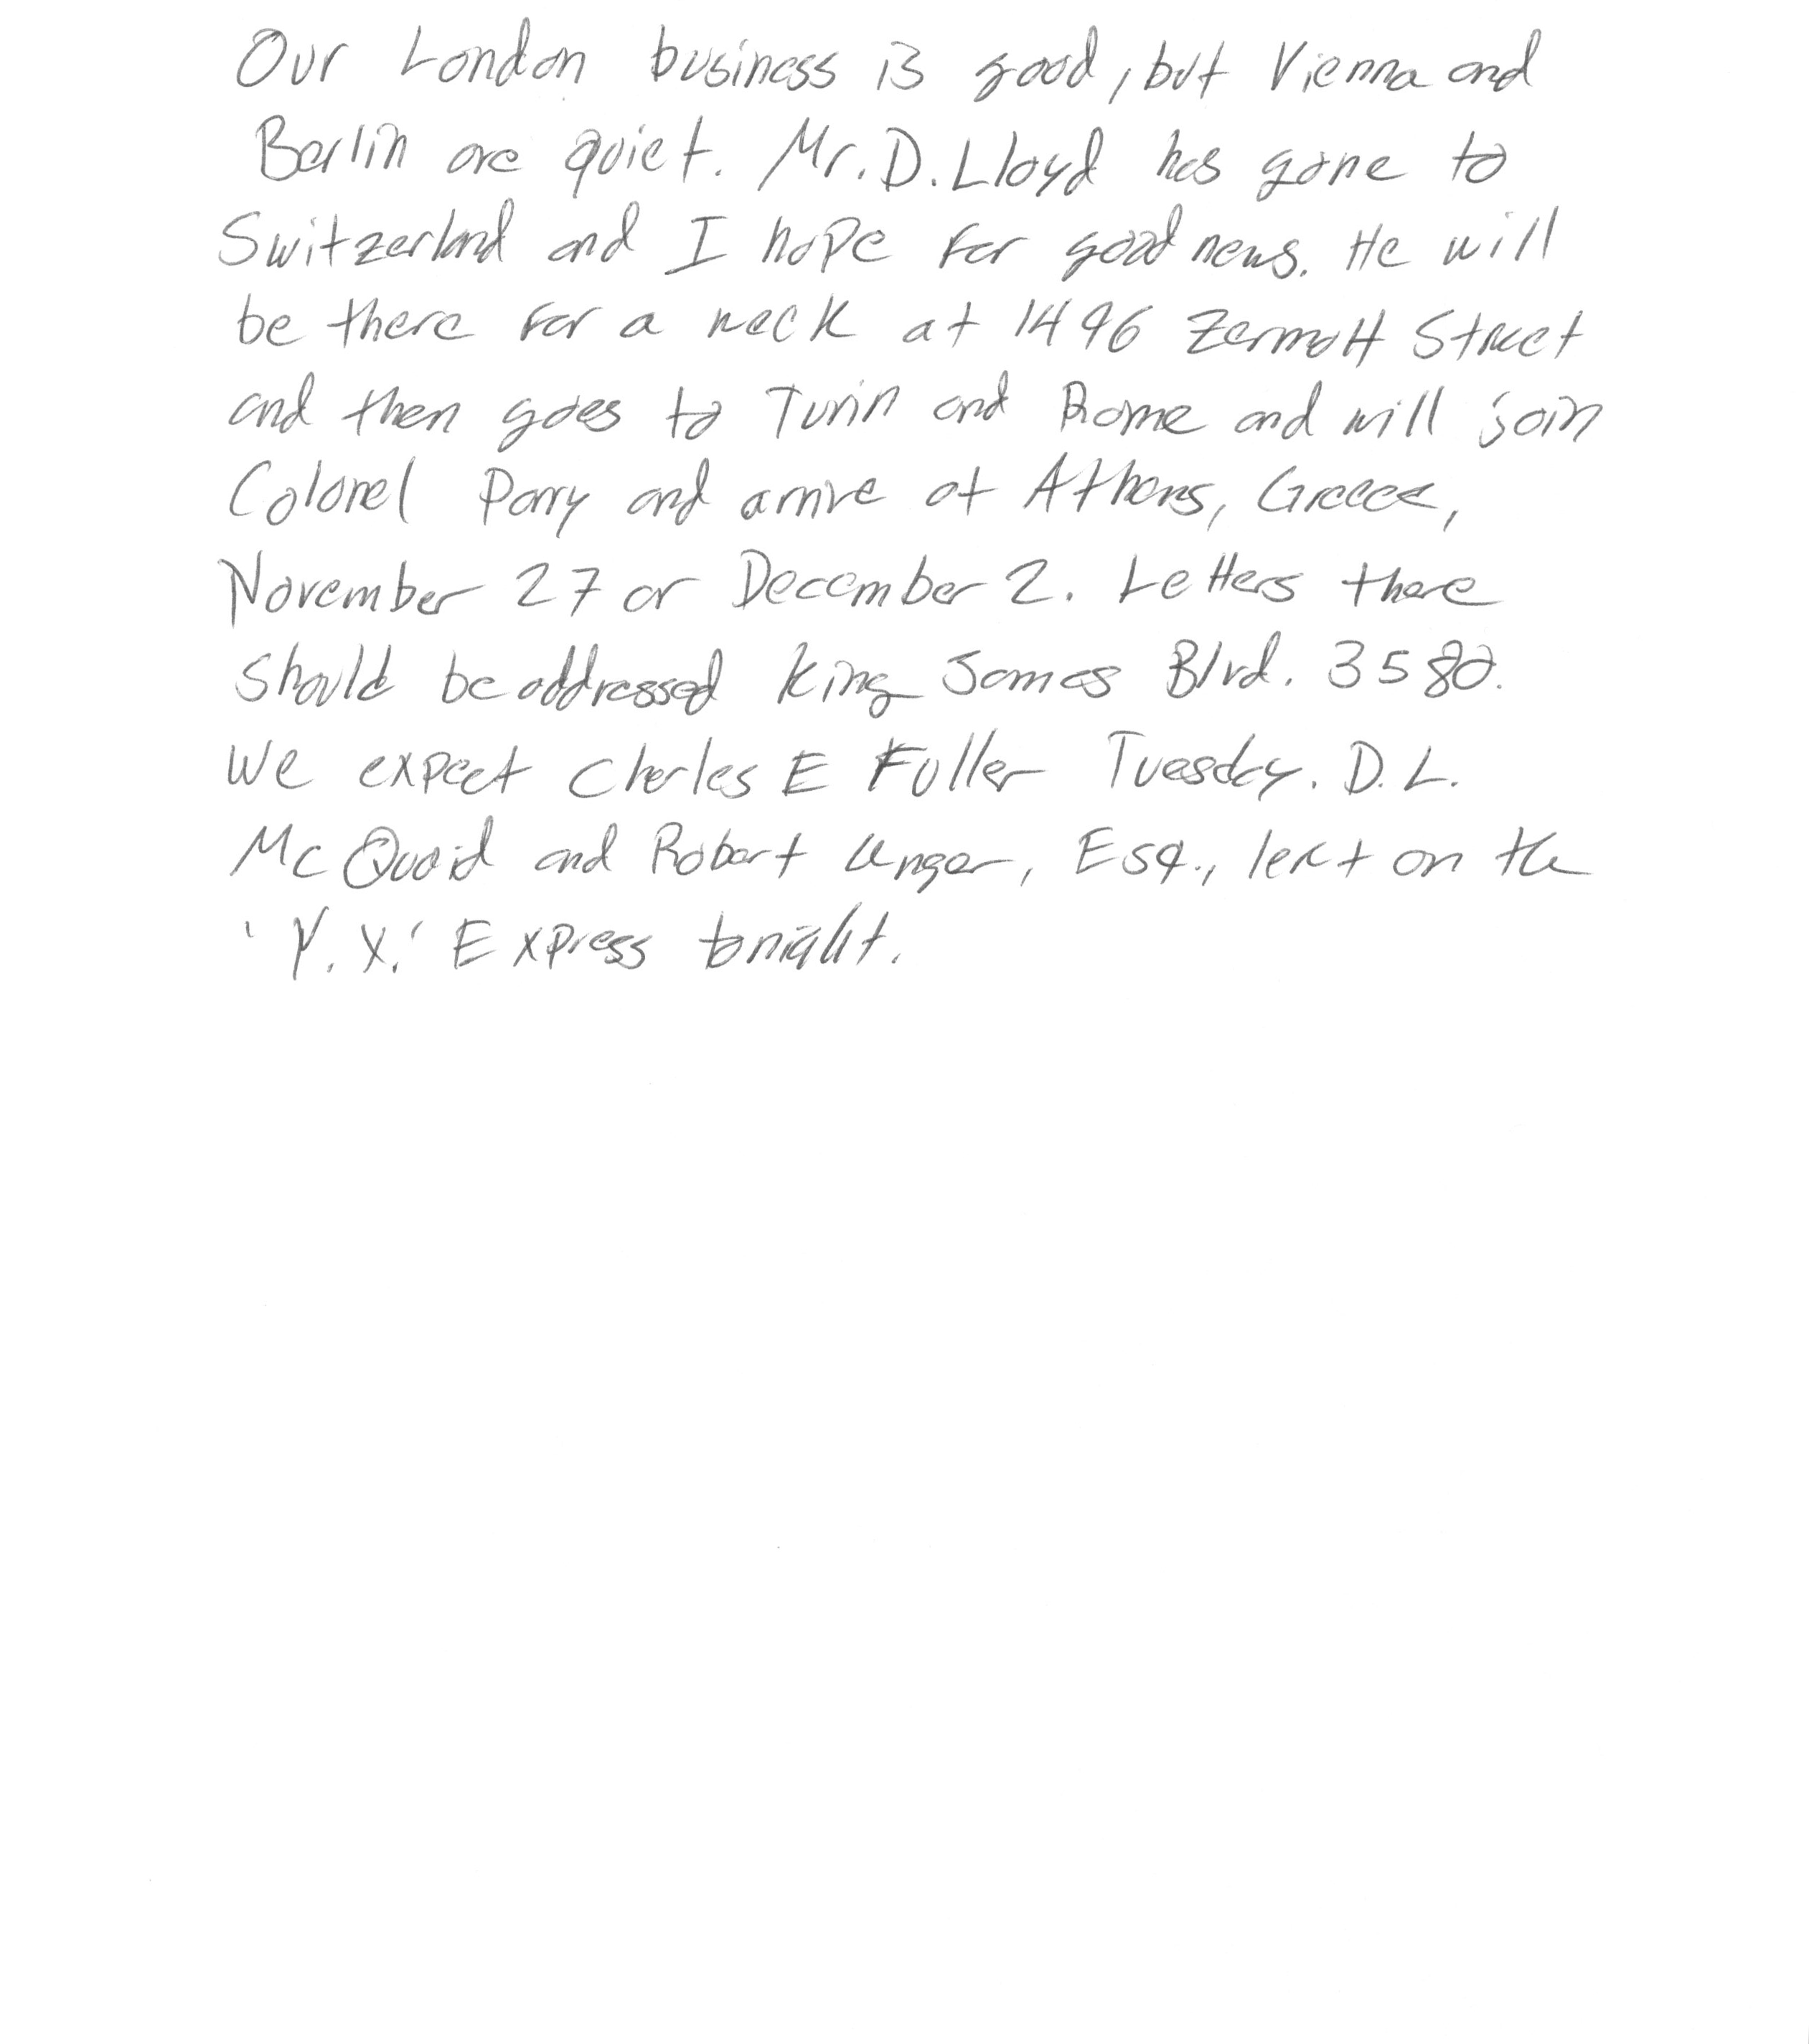 Our London business is good, but Vienna and
Berlin are quiet. Mr. D. Lloyd has gone to
Switzerland and I hope for good news. He will
be there for a week at 1496 Zermott Street
and then goes to Turin and Rome and will join
Colonel Parry and arrive at Athens, Greece,
November 27 or December 2. Letters there
should be addressed King James Blvd. 3580.
We expect Charles E Fuller Tuesday. D.L.
McQuaid and Robert Unger, Esq., left on the
'Y. X.' Express tonight.